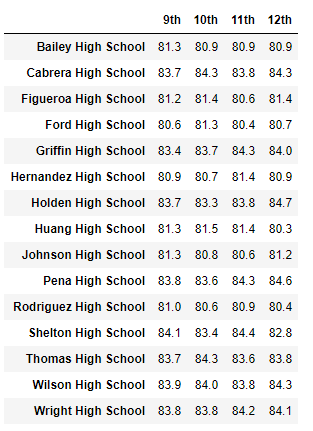 9th 10th 11th 12th
Bailey High School 81.3 80.9 80.9 80.9
Cabrera High School 83.7 84.3 83.8 84.3
Figueroa High School 81.2 81.4 80.6 81.4
Ford High School 80.6 81.3 80.4 80.7
Griffin High School 83.4 83.7 84.3 84.0
Hernandez High School 80.9 80.7 81.4 80.9
Holden High School 83.7 83.3 83.8 84.7
Huang High School 81.3 81.5 81.4 80.3
Johnson High School 81.3 80.8 80.6 81.2
Pena High School 83.8 83.6 84.3 84.6
Rodriguez High School 81.0 80.6 80.9 80.4
Shelton High School 84.1 83.4 84.4 82.8
Thomas High School 83.7 84.3 83.6 83.8
Wilson High School 83.9 84.0 83.8 84.3
Wright High School 83.8 83.8 84.2 84.1